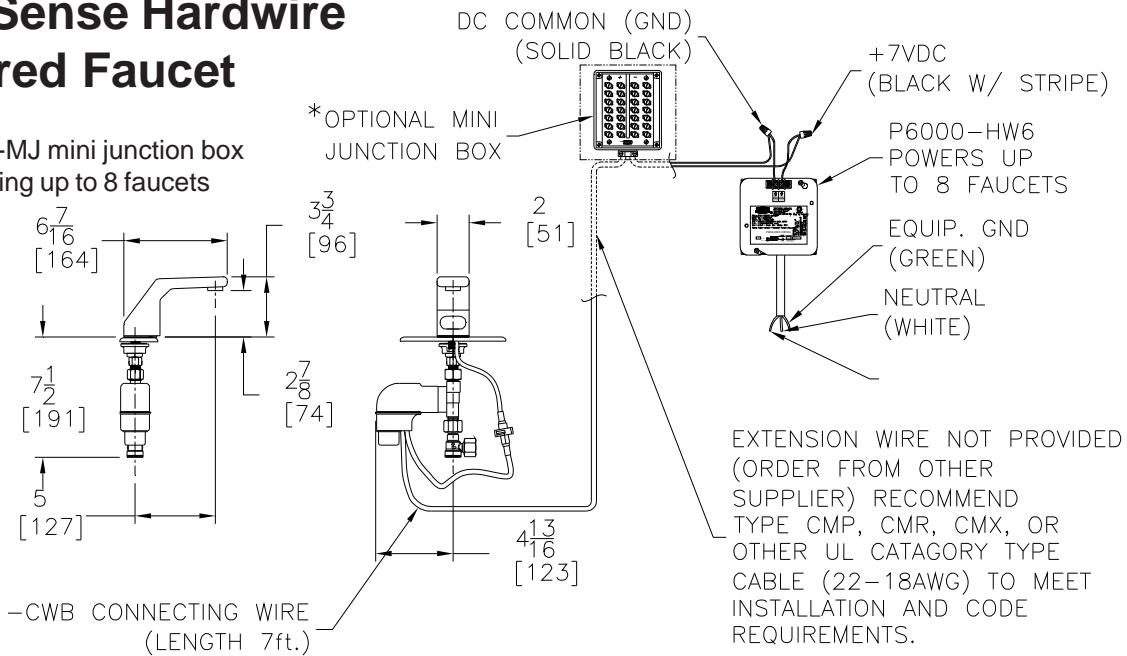 Sense Hardwire
red Faucet
-MJ mini junction box
ing up to 8 faucets
DC COMMON (GND)
(SOLID BLACK)
*OPTIONAL MINI
JUNCTION BOX
+7VDC
(BLACK W/ STRIPE)
P6000-HW6
POWERS UP
TO 8 FAUCETS
EQUIP. GND
(GREEN)
NEUTRAL
(WHITE)
6 7/16
[164]
3 3/4
[96]
2
[51]
7 1/2
[191]
2 7/8
[74]
5
[127]
4 13/16
[123]
-CWB CONNECTING WIRE
(LENGTH 7ft.)
EXTENSION WIRE NOT PROVIDED
(ORDER FROM OTHER
SUPPLIER) RECOMMEND
TYPE CMP, CMR, CMX, OR
OTHER UL CATAGORY TYPE
CABLE (22-18AWG) TO MEET
INSTALLATION AND CODE
REQUIREMENTS.